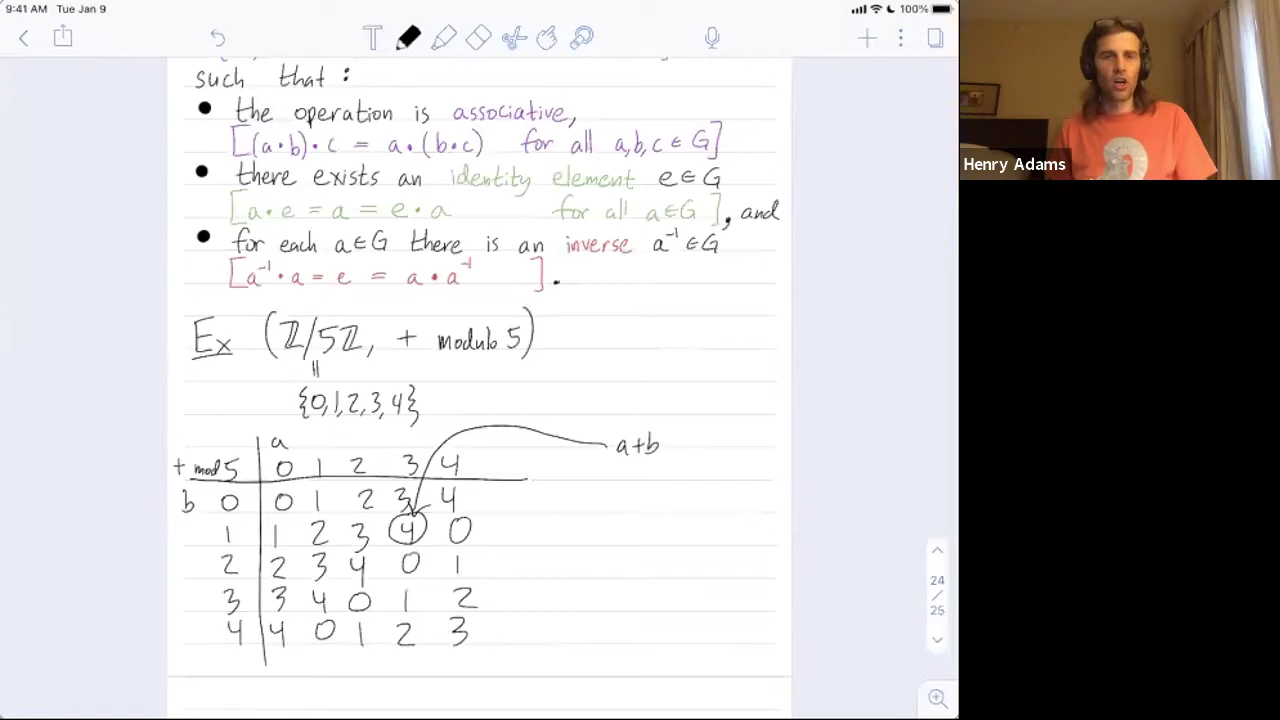 9:41 AM Tue Jan 9
100%
such that :
• the operation is associative,
[(a•b)•c = a•(b•c) for all a,b,c ∈ G]
• there exists an identity element e ∈ G
[a•e = a = e•a for all a ∈ G], and
• for each a ∈ G there is an inverse a⁻¹ ∈ G
[a⁻¹•a = e = a•a⁻¹ ].
Henry Adams
Ex (ℤ/5ℤ, + modulo 5)
=
{0,1,2,3,4}
a
a+b
+ mod 5 0 1 2 3 4
b 0 0 1 2 3 4
1 1 2 3 4 0
2 2 3 4 0 1
3 3 4 0 1 2
4 4 0 1 2 3
24
/
25